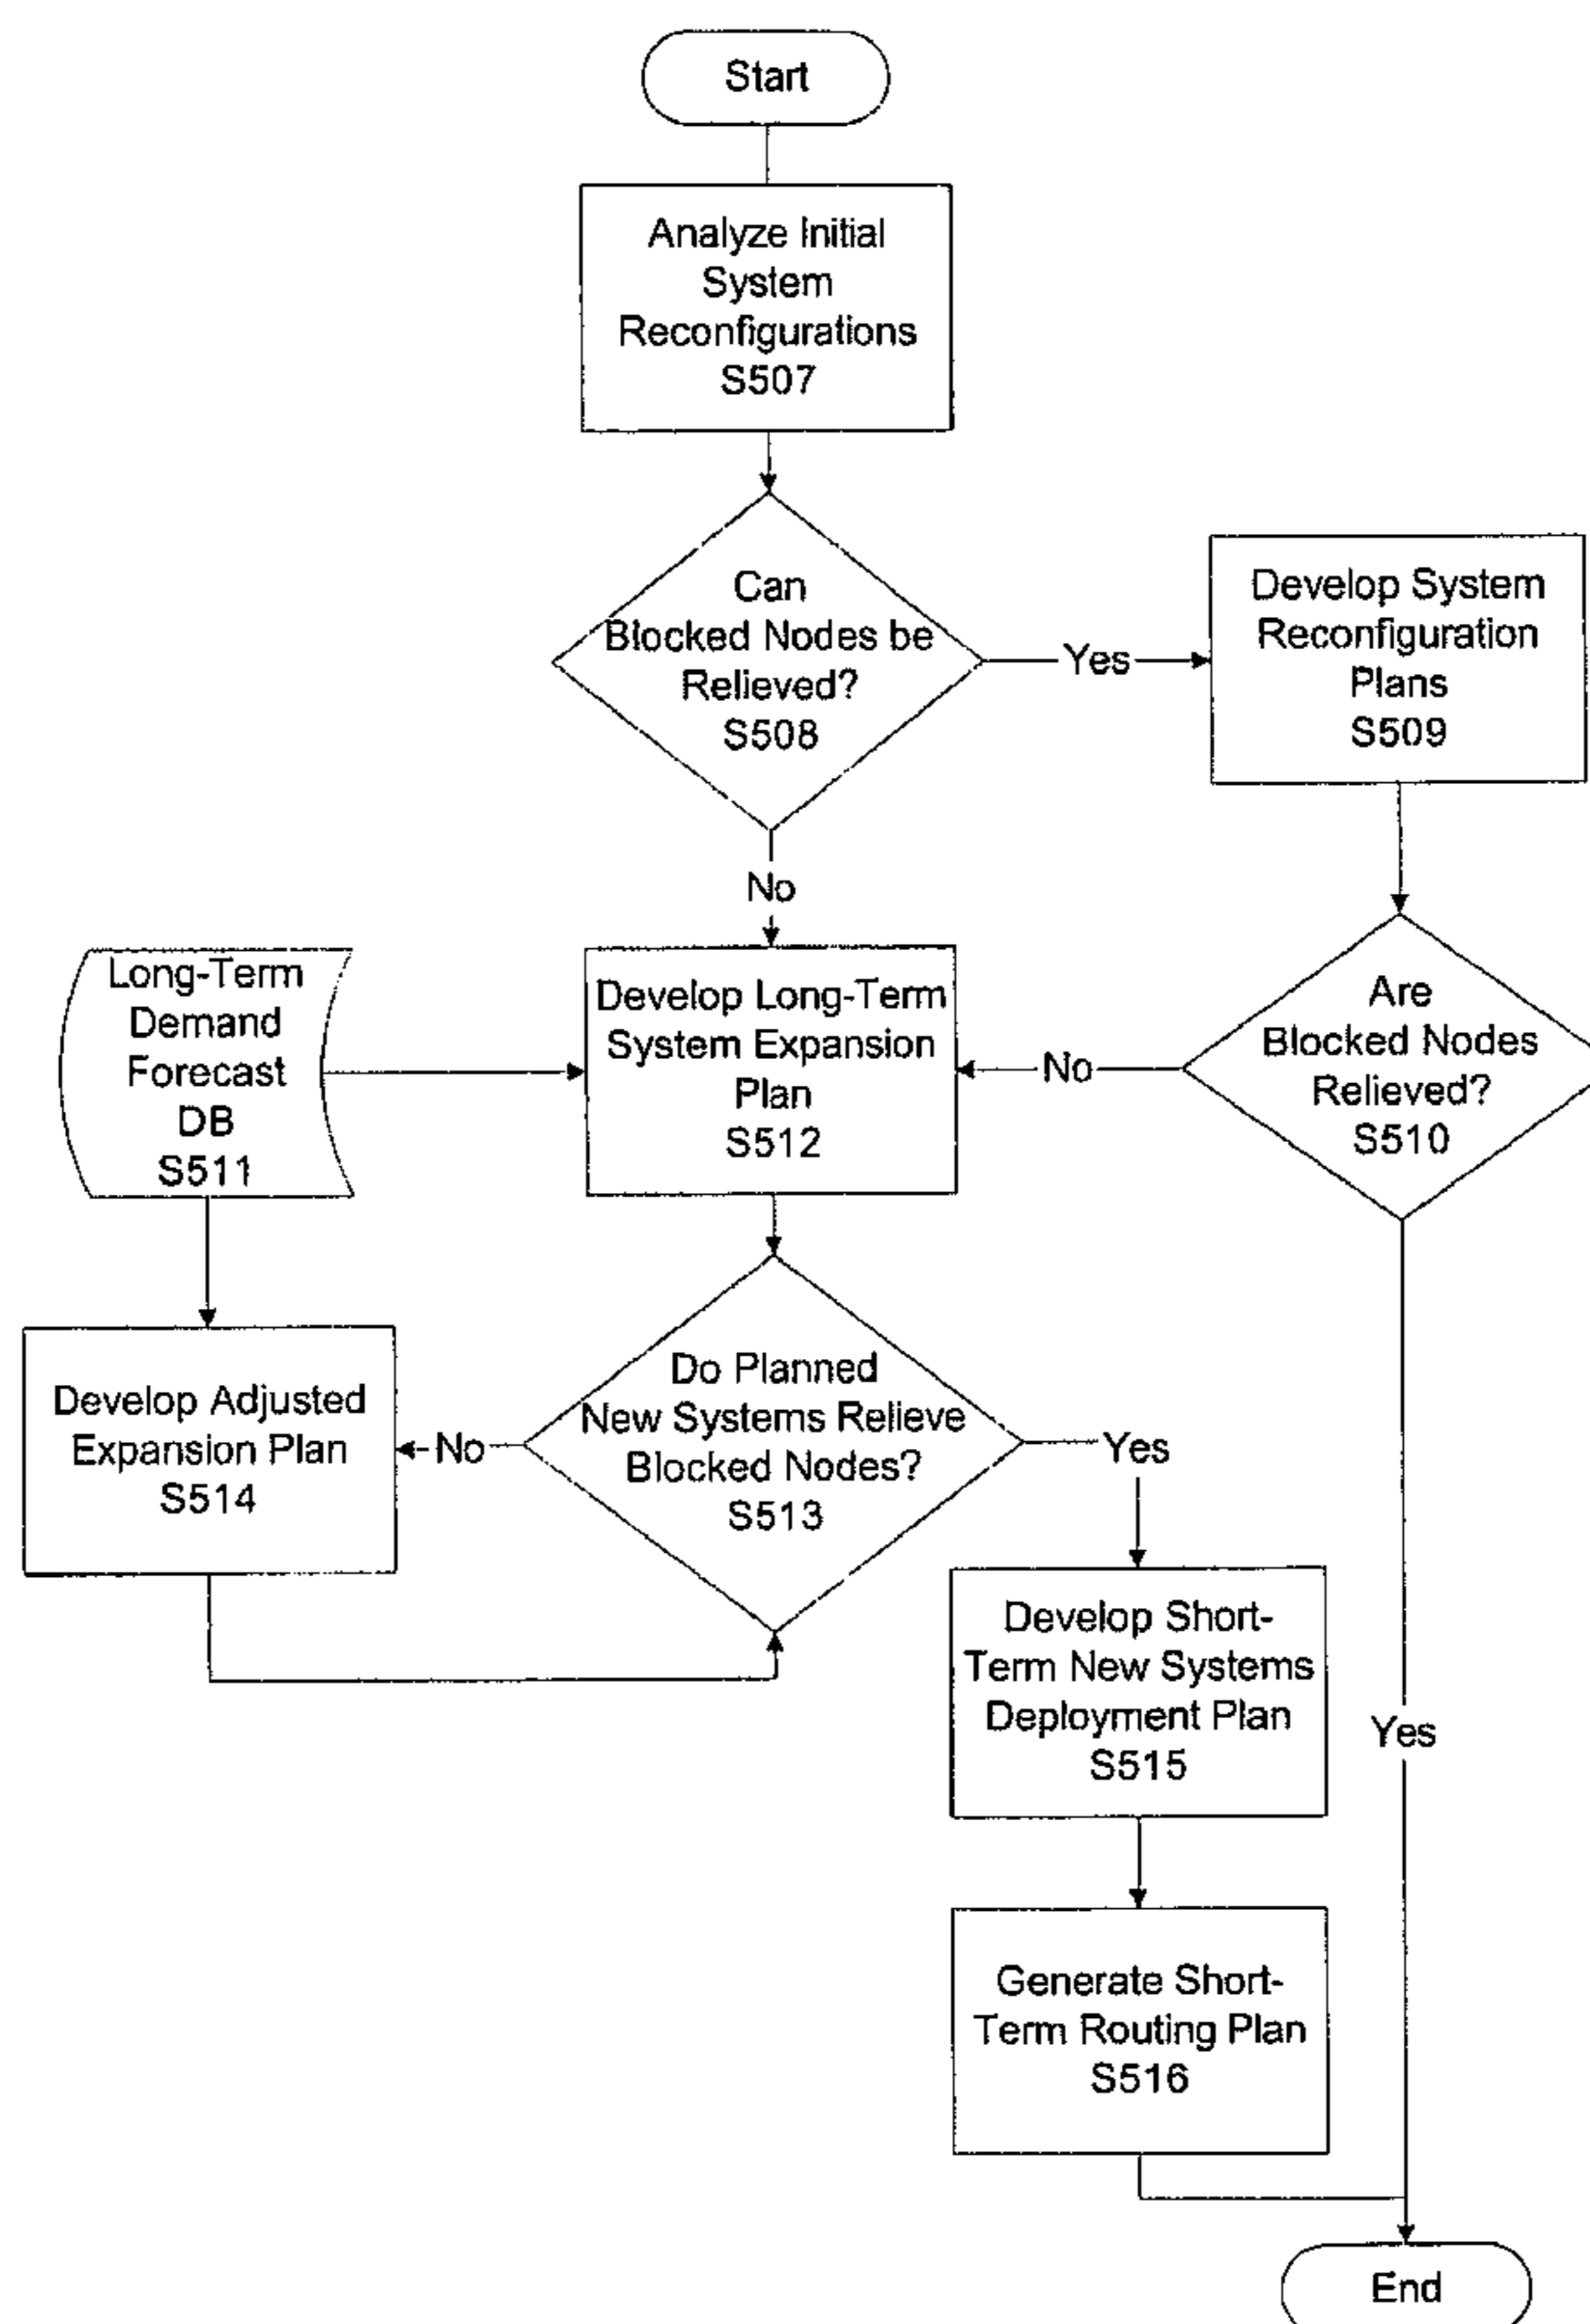 Start
Analyze Initial
System
Reconfigurations
S507
Can
Blocked Nodes be
Relieved?
S508
Yes
Develop System
Reconfiguration
Plans
S509
No
Long-Term
Demand
Forecast
DB
S511
Develop Long-Term
System Expansion
Plan
S512
No
Are
Blocked Nodes
Relieved?
S510
Develop Adjusted
Expansion Plan
S514
No
Do Planned
New Systems Relieve
Blocked Nodes?
S513
Yes
Develop Short-
Term New Systems
Deployment Plan
S515
Yes
Generate Short-
Term Routing Plan
S516
End